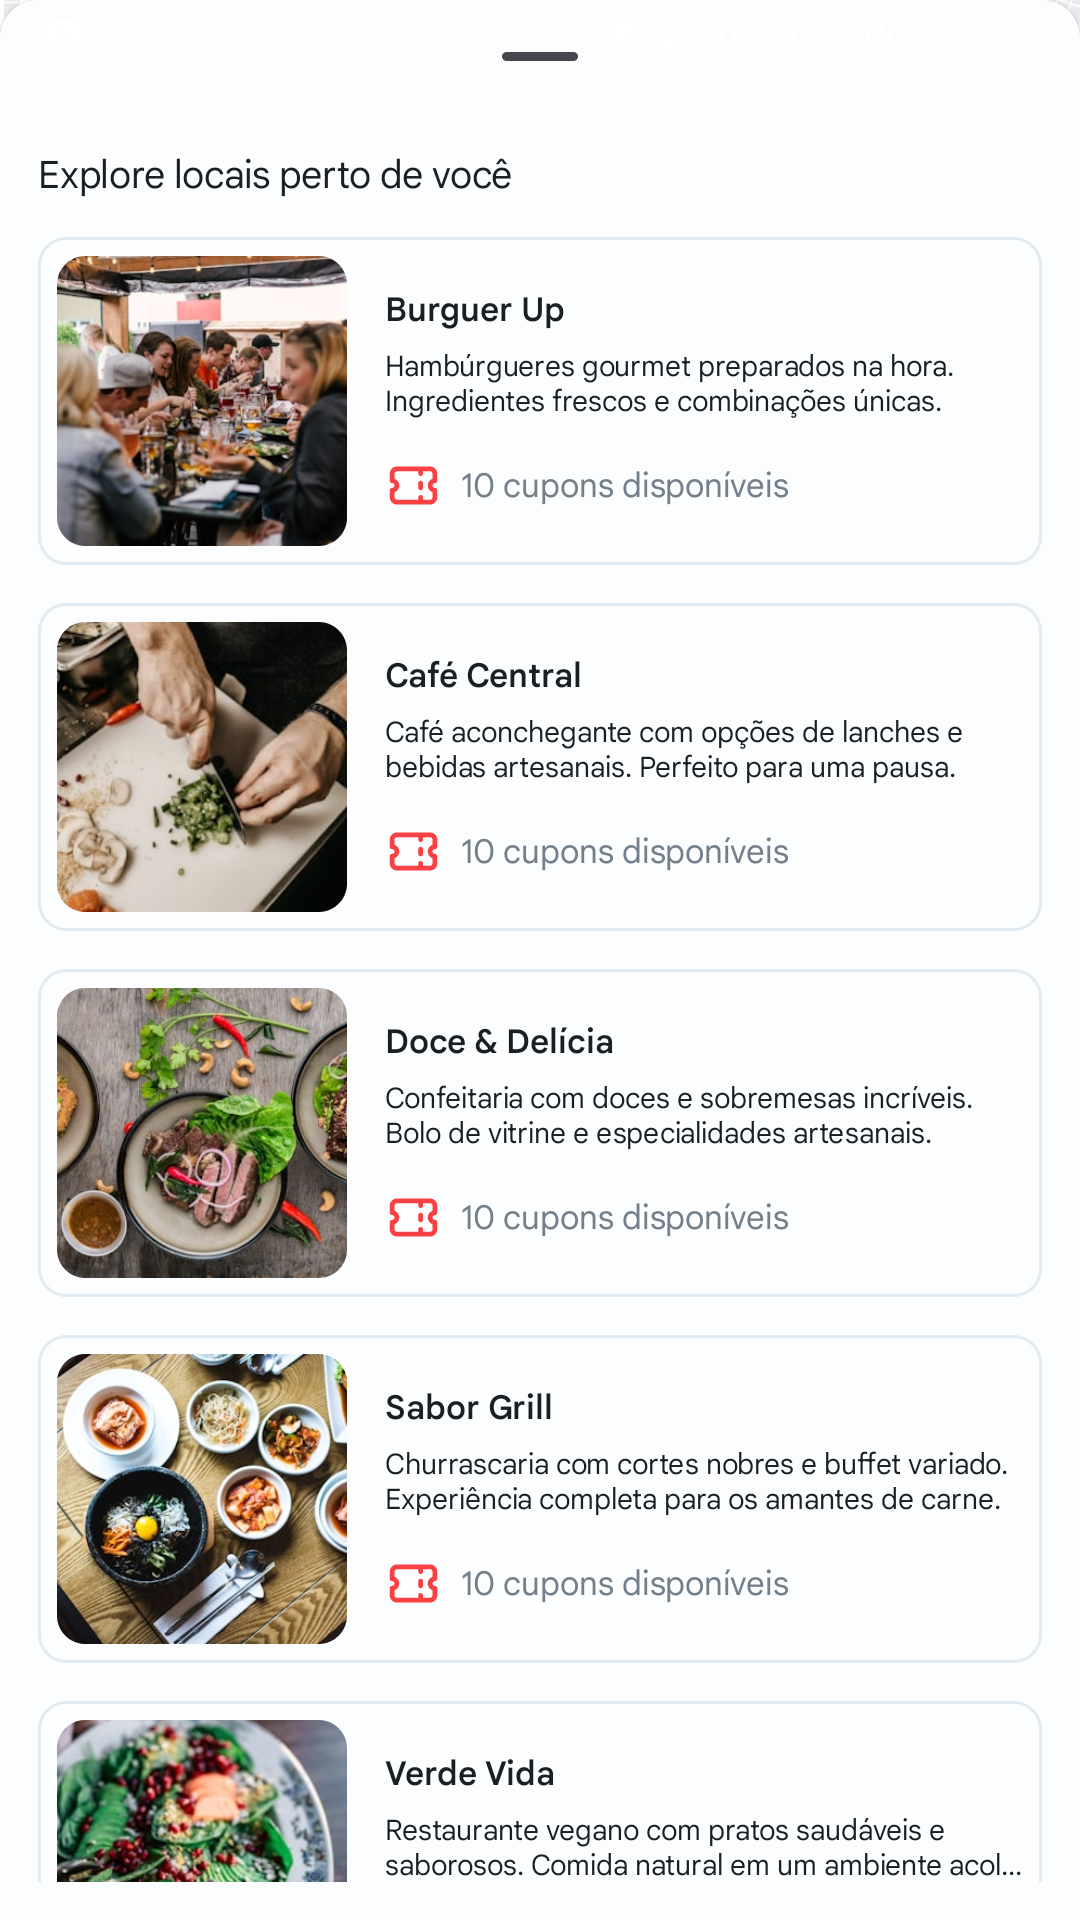 Explore locais perto de você
Burguer Up
Hambúrgueres gourmet preparados na hora.
Ingredientes frescos e combinações únicas.
10 cupons disponíveis
Café Central
Café aconchegante com opções de lanches e
bebidas artesanais. Perfeito para uma pausa.
10 cupons disponíveis
Doce & Delícia
Confeitaria com doces e sobremesas incríveis.
Bolo de vitrine e especialidades artesanais.
10 cupons disponíveis
Sabor Grill
Churrascaria com cortes nobres e buffet variado.
Experiência completa para os amantes de carne.
10 cupons disponíveis
Verde Vida
Restaurante vegano com pratos saudáveis e
saborosos. Comida natural em um ambiente acol...